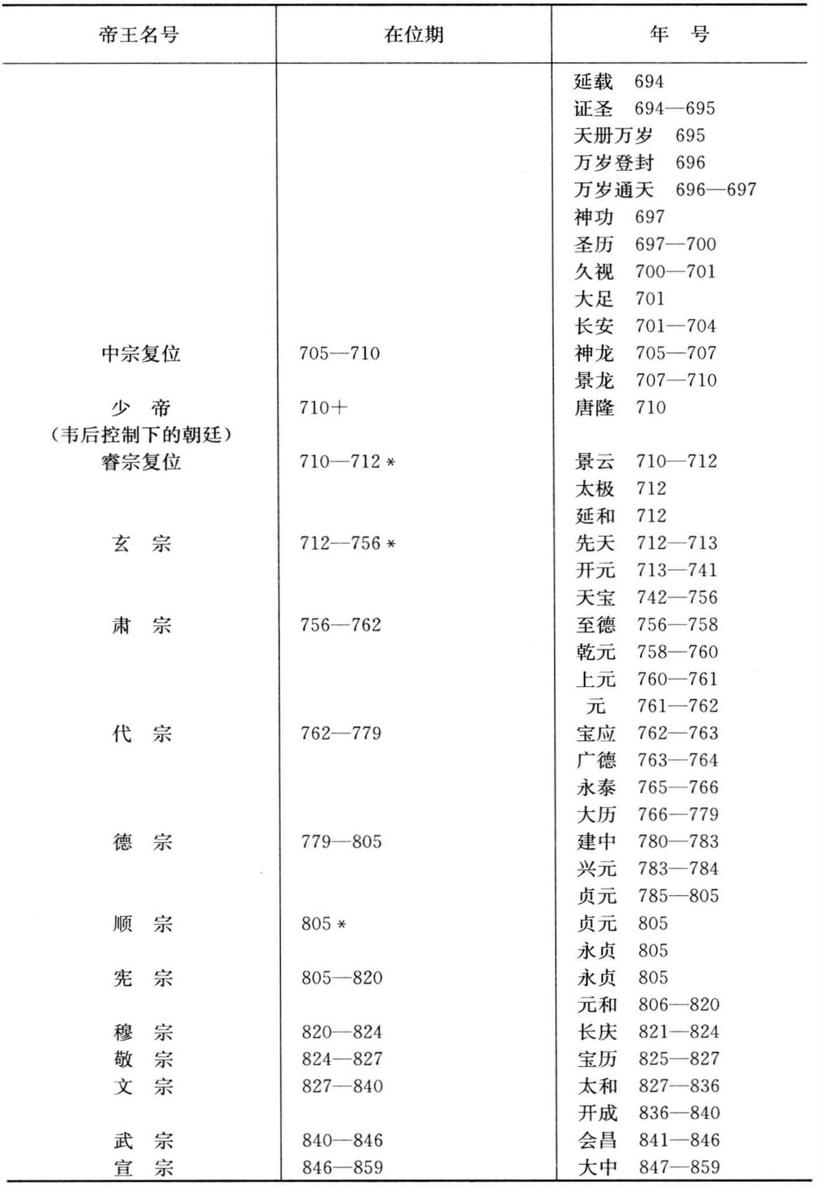 帝王名号 在位期 年 号
延载 694
证圣 694—695
天册万岁 695
万岁登封 696
万岁通天 696—697
神功 697
圣历 697—700
久视 700—701
大足 701
长安 701—704
中宗复位 705—710 神龙 705—707
景龙 707—710
少 帝 710+ 唐隆 710
(韦后控制下的朝廷)
睿宗复位 710—712* 景云 710—712
太极 712
延和 712
玄 宗 712—756* 先天 712—713
开元 713—741
天宝 742—756
肃 宗 756—762 至德 756—758
乾元 758—760
上元 760—761
元 761—762
代 宗 762—779 宝应 762—763
广德 763—764
永泰 765—766
大历 766—779
德 宗 779—805 建中 780—783
兴元 783—784
贞元 785—805
顺 宗 805* 贞元 805
永贞 805
宪 宗 805—820 永贞 805
元和 806—820
穆 宗 820—824 长庆 821—824
敬 宗 824—827 宝历 825—827
文 宗 827—840 太和 827—836
开成 836—840
武 宗 840—846 会昌 841—846
宣 宗 846—859 大中 847—859